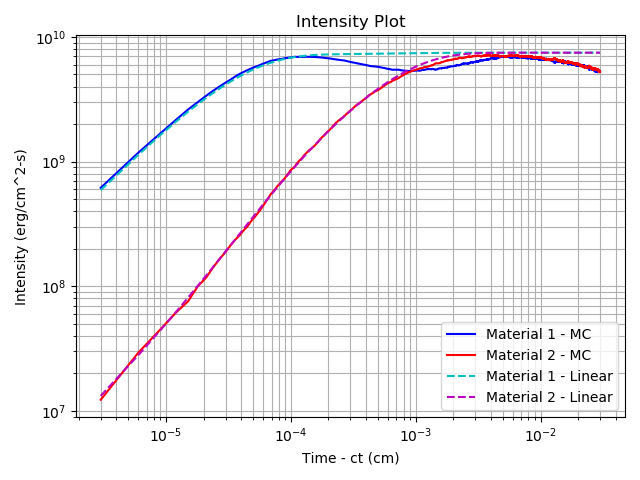 Intensity Plot
Intensity (erg/cm^2-s)
10^10
10^9
10^8
10^7
Material 1 - MC
Material 2 - MC
Material 1 - Linear
Material 2 - Linear
10^-5
10^-4
10^-3
10^-2
Time - ct (cm)